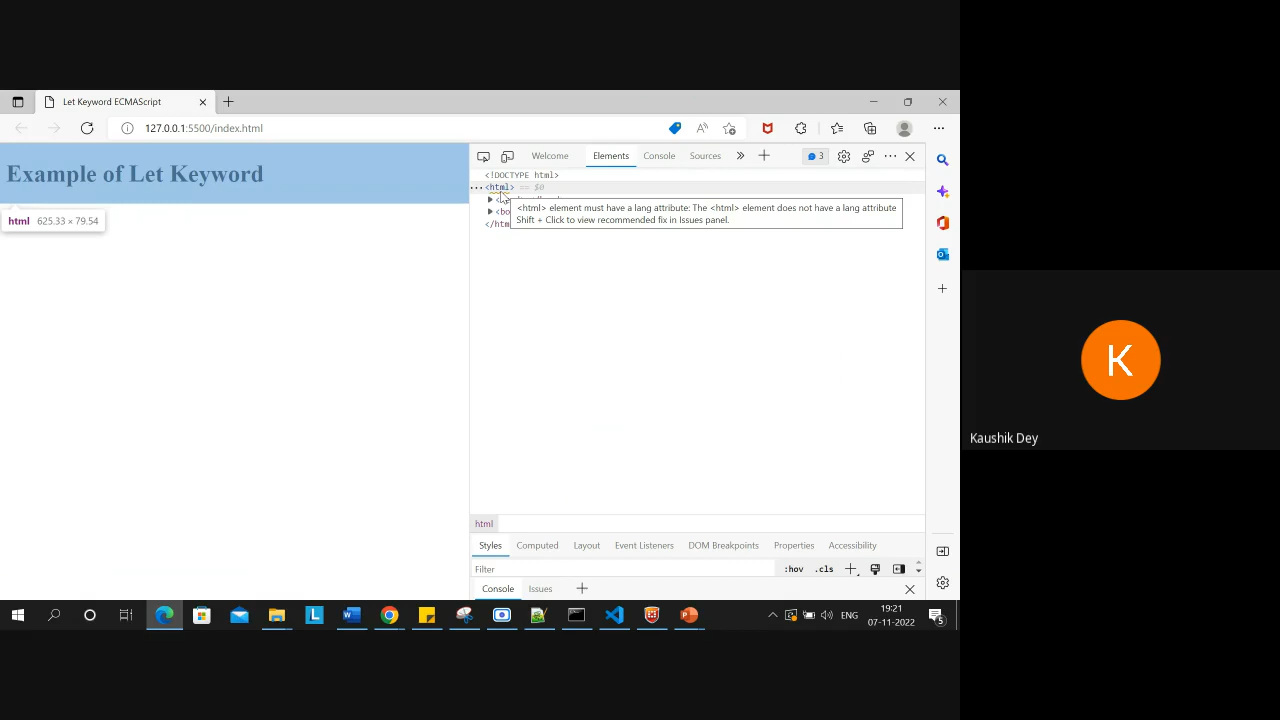 Let Keyword ECMAScript
127.0.0.1:5500/index.html
Example of Let Keyword
html 625.33 × 79.54
Welcome Elements Console Sources 3
<!DOCTYPE html>
<html> == $0
<bo
</htm
<html> element must have a lang attribute: The <html> element does not have a lang attribute
Shift + Click to view recommended fix in Issues panel.
html
Styles Computed Layout Event Listeners DOM Breakpoints Properties Accessibility
Filter :hov .cls
Console Issues
K
Kaushik Dey
ENG 19:21
07-11-2022 5